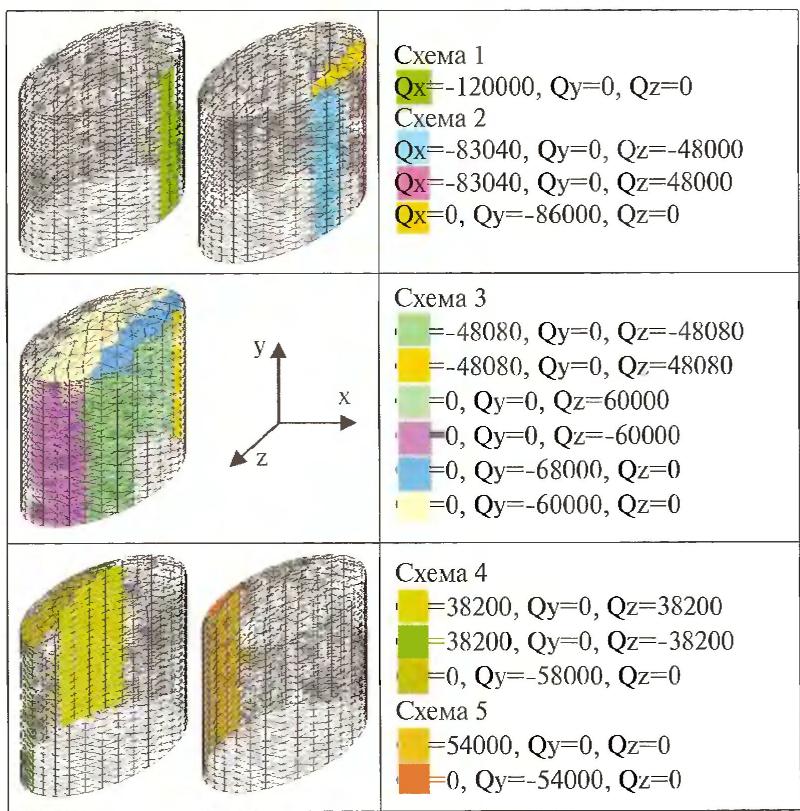 Схема 1
Qx=-120000, Qy=0, Qz=0
Схема 2
Qx=-83040, Qy=0, Qz=-48000
Qx=-83040, Qy=0, Qz=48000
Qx=0, Qy=-86000, Qz=0
y
x
z
Схема 3
=-48080, Qy=0, Qz=-48080
=-48080, Qy=0, Qz=48080
=0, Qy=0, Qz=60000
=0, Qy=0, Qz=-60000
=0, Qy=-68000, Qz=0
=0, Qy=-60000, Qz=0
Схема 4
=38200, Qy=0, Qz=38200
=38200, Qy=0, Qz=-38200
=0, Qy=-58000, Qz=0
Схема 5
=54000, Qy=0, Qz=0
=0, Qy=-54000, Qz=0